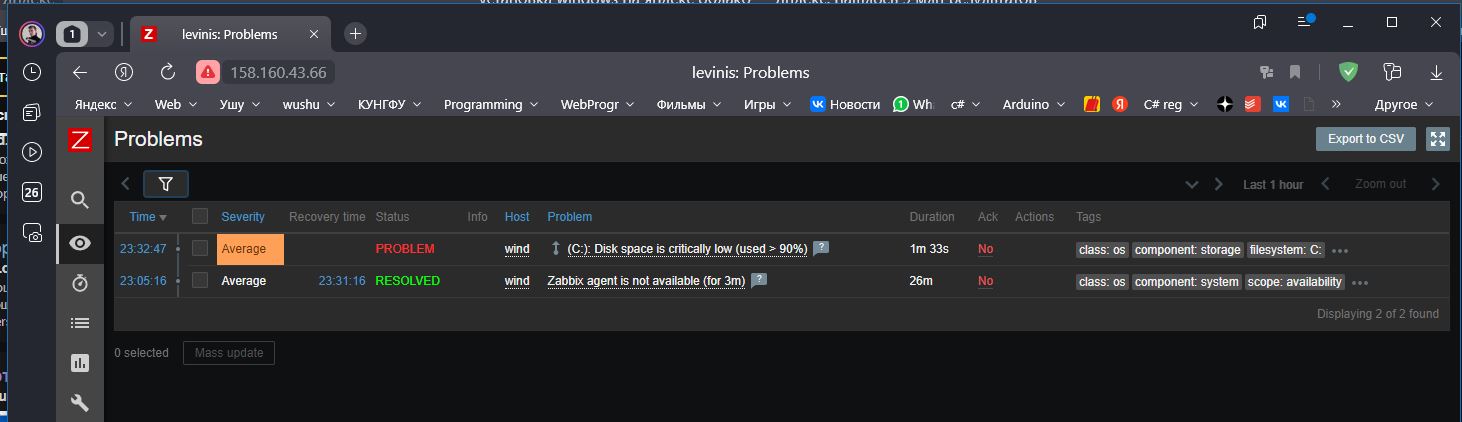 1
levinis: Problems
158.160.43.66
levinis: Problems
Яндекс Web Ушу wushu КУНГФУ Programming WebProgr Фильмы Игры Новости c# Arduino C# reg » Другое
Problems
Export to CSV
Last 1 hour
Zoom out
Time Severity Recovery time Status Info Host Problem Duration Ack Actions Tags
23:32:47 Average PROBLEM wind (C:): Disk space is critically low (used > 90%) ? 1m 33s No class: os component: storage filesystem: C: •••
23:05:16 Average 23:31:16 RESOLVED wind Zabbix agent is not available (for 3m) ? 26m No class: os component: system scope: availability •••
Displaying 2 of 2 found
0 selected
Mass update
26